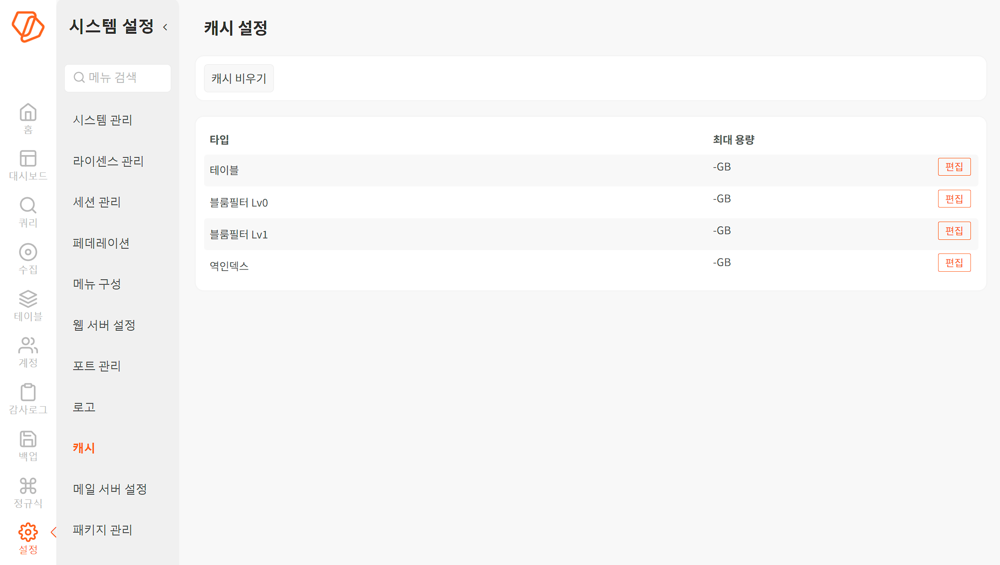 홈
대시보드
쿼리
수집
테이블
계정
감사로그
백업
정규식
설정
시스템 설정
메뉴 검색
시스템 관리
라이센스 관리
세션 관리
페데레이션
메뉴 구성
웹 서버 설정
포트 관리
로고
캐시
메일 서버 설정
패키지 관리
캐시 설정
캐시 비우기
타입 최대 용량
테이블 -GB 편집
블룸필터 Lv0 -GB 편집
블룸필터 Lv1 -GB 편집
역인덱스 -GB 편집